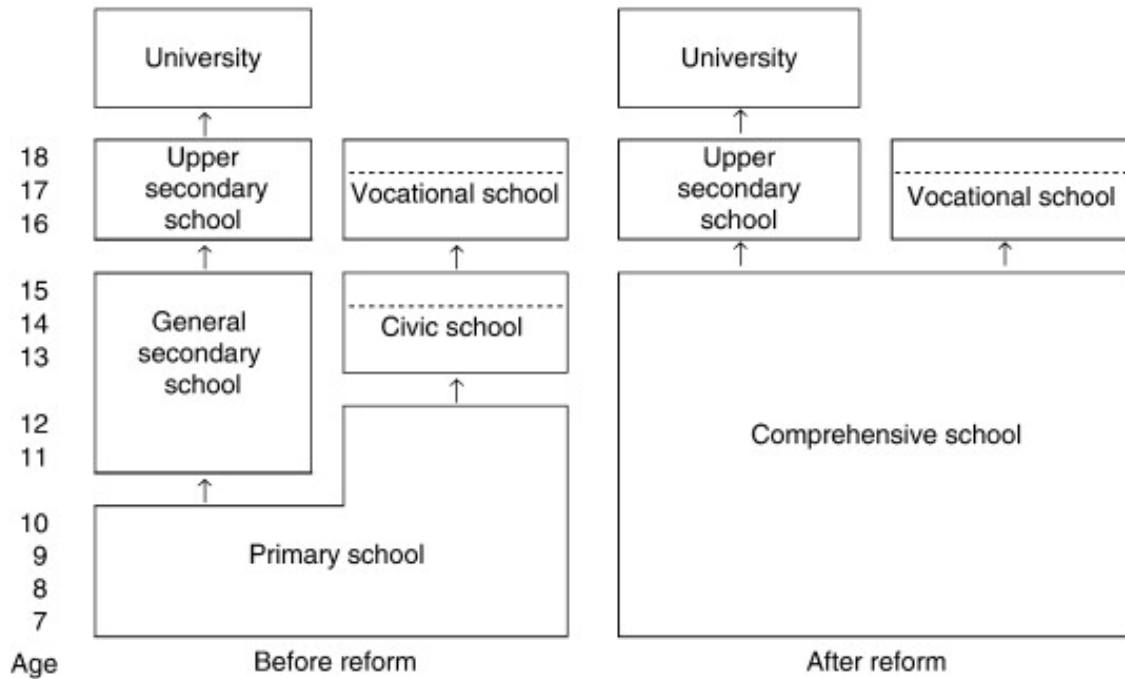 University
University
18
Upper
Upper
17
secondary
Vocational school
secondary
Vocational school
16
school
school
15
14
General
Civic school
13
secondary
school
12
Comprehensive school
11
10
9
Primary school
8
7
Age
Before reform
After reform